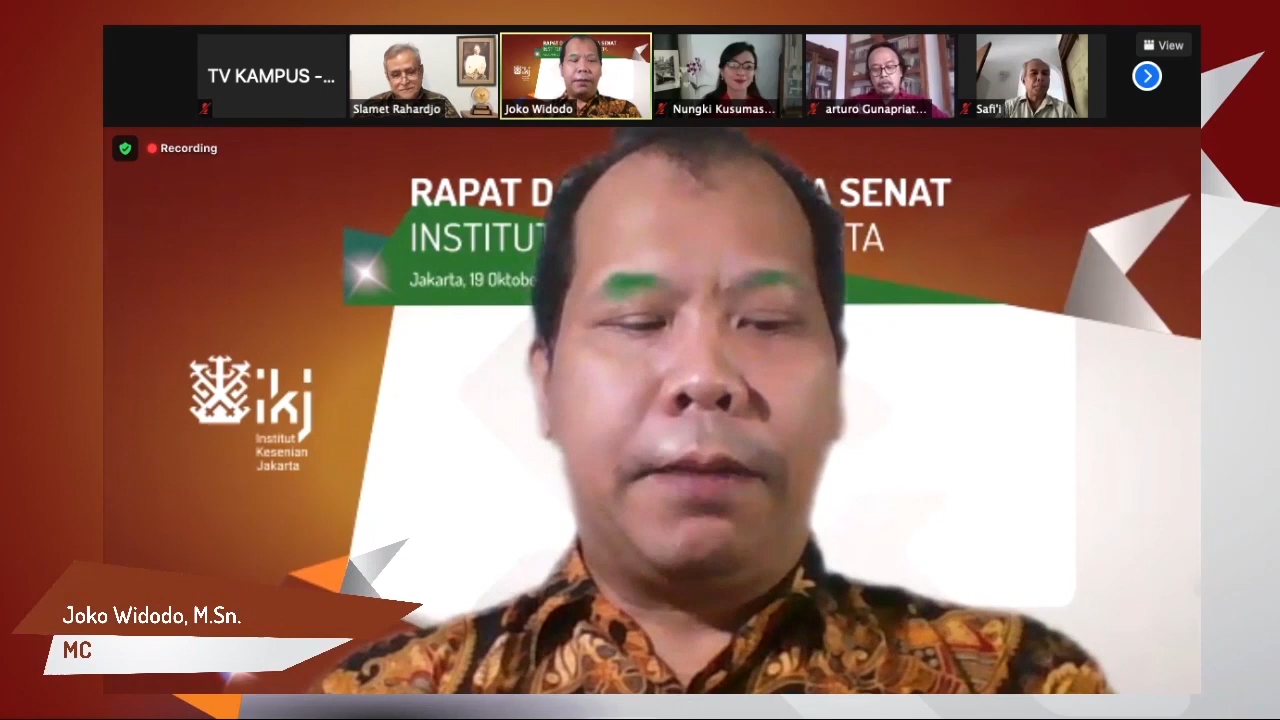 TV KAMPUS -...
Slamet Rahardjo
Joko Widodo
Nungki Kusumas...
arturo Gunapriat...
Safi'i
View
Recording
RAPAT D
A SENAT
INSTITUT
TA
Jakarta, 19 Oktobe
ikj
Institut
Kesenian
Jakarta
Joko Widodo, M.Sn.
MC